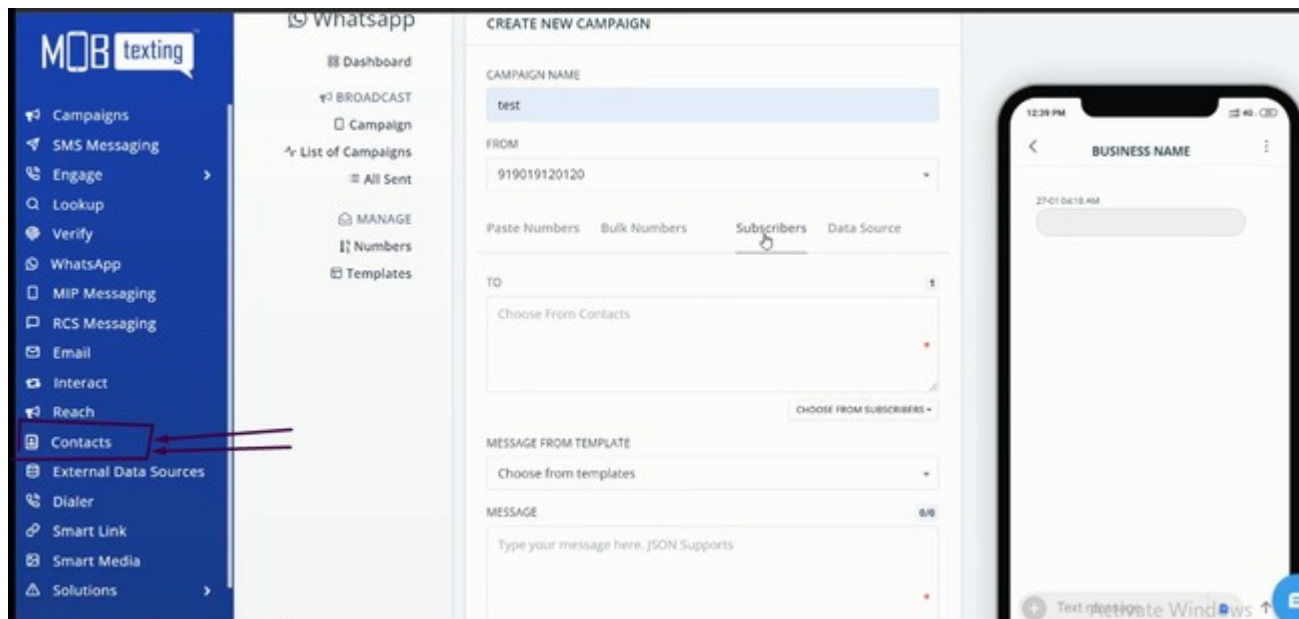 MOB texting
Campaigns
SMS Messaging
Engage
Lookup
Verify
WhatsApp
MIP Messaging
RCS Messaging
Email
Interact
Reach
Contacts
External Data Sources
Dialer
Smart Link
Smart Media
Solutions
Whatsapp
Dashboard
BROADCAST
Campaign
List of Campaigns
All Sent
MANAGE
Numbers
Templates
CREATE NEW CAMPAIGN
CAMPAIGN NAME
test
FROM
919019120120
Paste Numbers Bulk Numbers Subscribers Data Source
TO 1
Choose From Contacts
CHOOSE FROM SUBSCRIBERS
MESSAGE FROM TEMPLATE
Choose from templates
MESSAGE 0/0
Type your message here. JSON Supports
12:39 PM 4G
BUSINESS NAME
27-01 04:18 AM
Text message
Activate Windows